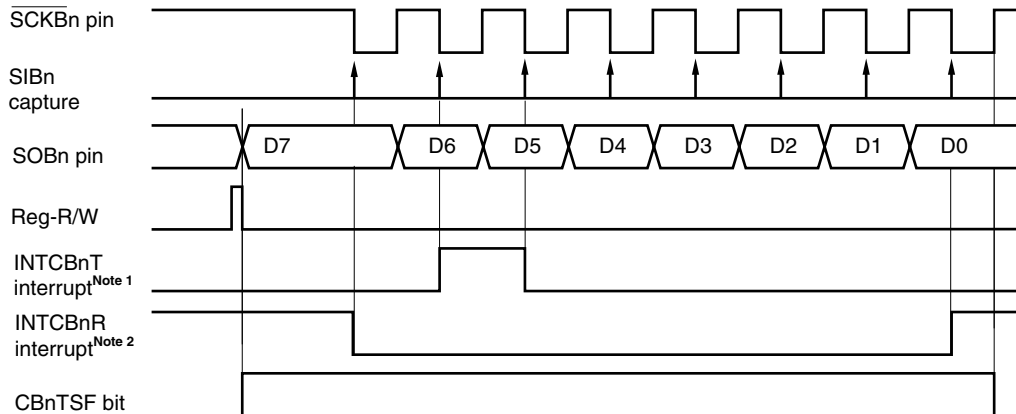 SCKBn pin
SIBn
capture
SOBn pin
D7 D6 D5 D4 D3 D2 D1 D0
Reg-R/W
INTCBnT
interrupt Note 1
INTCBnR
interrupt Note 2
CBnTSF bit